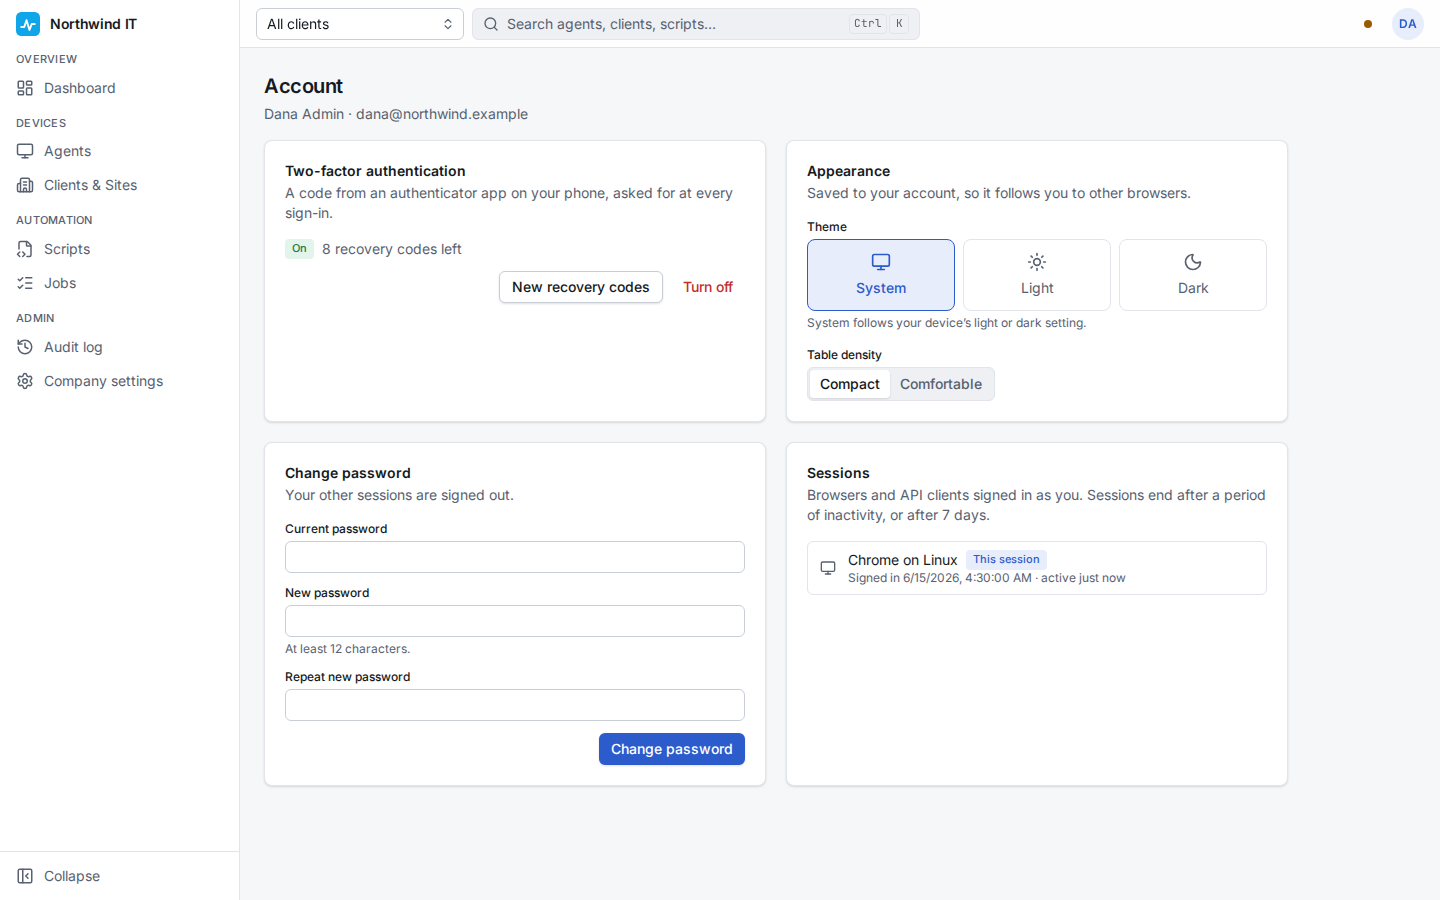 Northwind IT
All clients
Search agents, clients, scripts...
Ctrl K
DA
OVERVIEW
Dashboard
DEVICES
Agents
Clients & Sites
AUTOMATION
Scripts
Jobs
ADMIN
Audit log
Company settings
Collapse
Account
Dana Admin · dana@northwind.example
Two-factor authentication
A code from an authenticator app on your phone, asked for at every
sign-in.
On 8 recovery codes left
New recovery codes
Turn off
Appearance
Saved to your account, so it follows you to other browsers.
Theme
System
Light
Dark
System follows your device's light or dark setting.
Table density
Compact
Comfortable
Change password
Your other sessions are signed out.
Current password
New password
At least 12 characters.
Repeat new password
Change password
Sessions
Browsers and API clients signed in as you. Sessions end after a period
of inactivity, or after 7 days.
Chrome on Linux This session
Signed in 6/15/2026, 4:30:00 AM · active just now